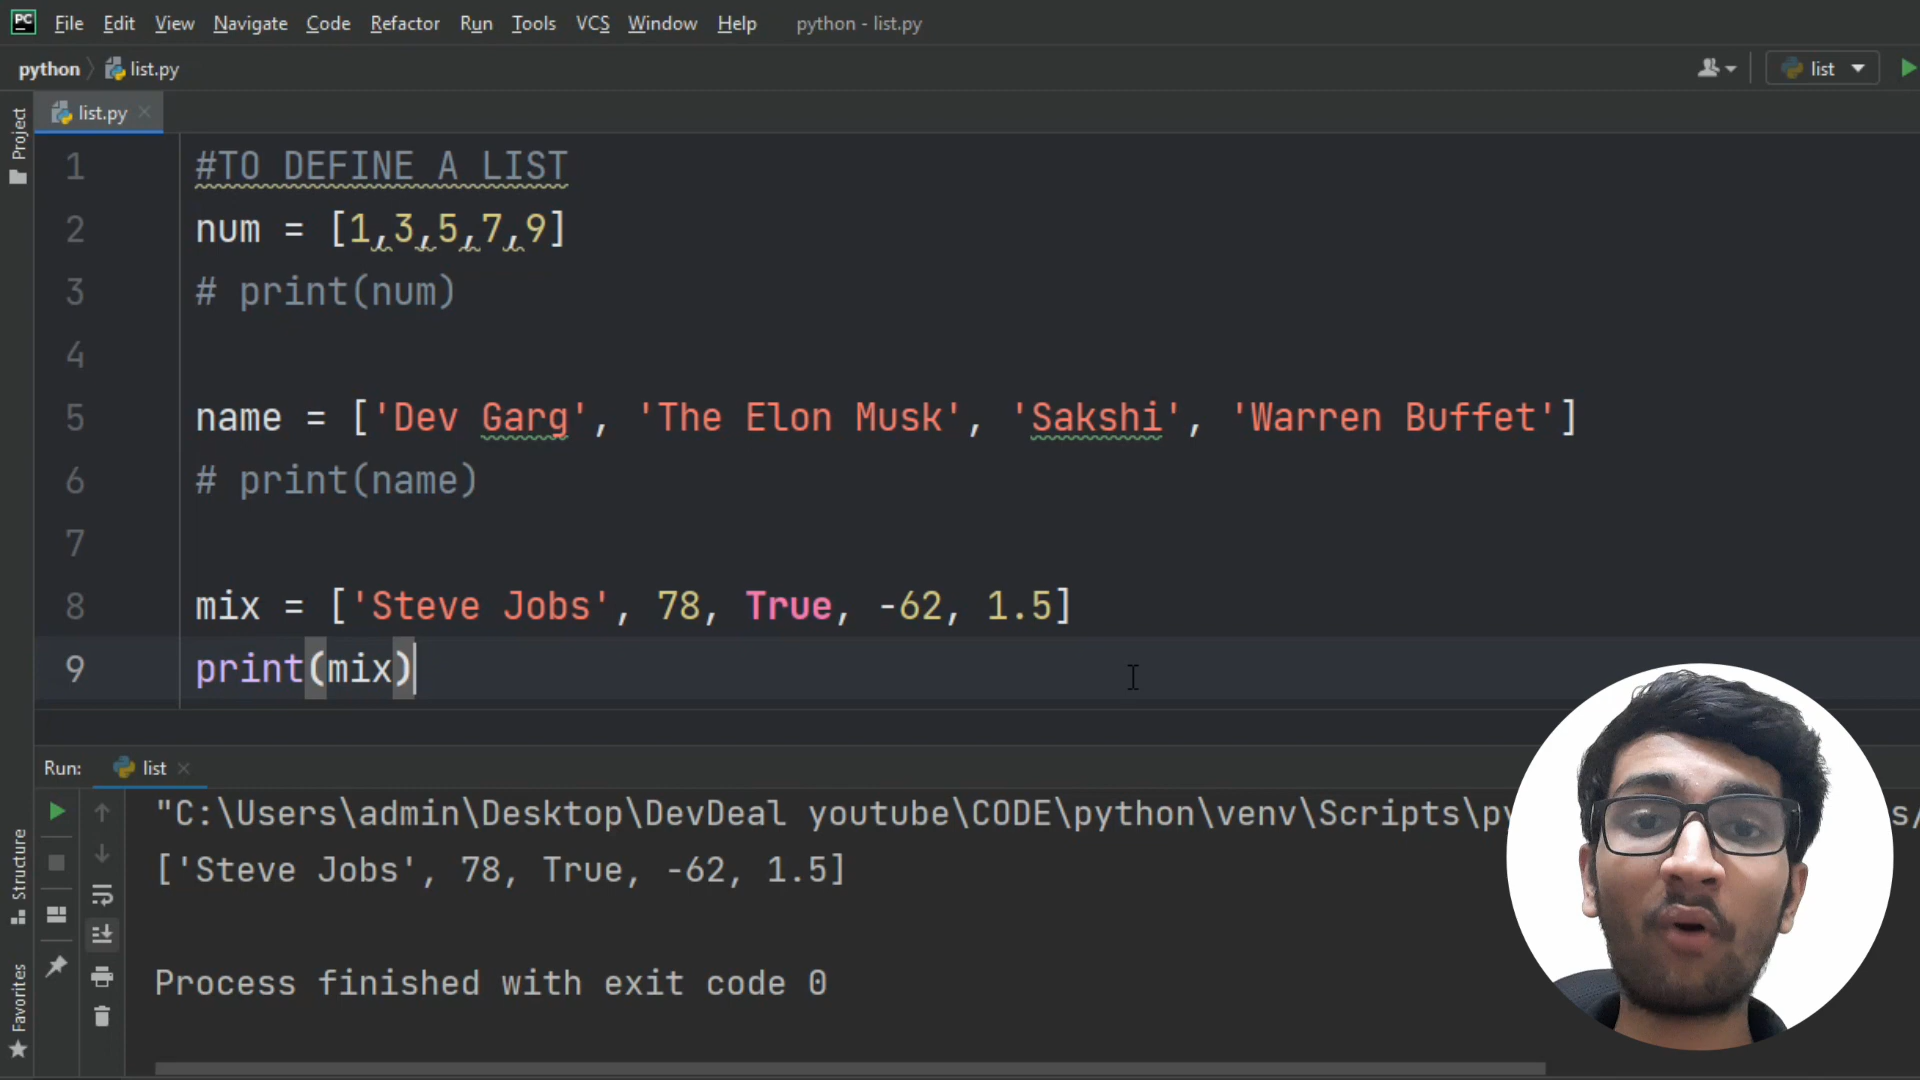 PC File Edit View Navigate Code Refactor Run Tools VCS Window Help python - list.py
python list.py list
list.py
Project
1 #TO DEFINE A LIST
2 num = [1,3,5,7,9]
3 # print(num)
4
5 name = ['Dev Garg', 'The Elon Musk', 'Sakshi', 'Warren Buffet']
6 # print(name)
7
8 mix = ['Steve Jobs', 78, True, -62, 1.5]
9 print(mix)
Run: list
"C:\Users\admin\Desktop\DevDeal youtube\CODE\python\venv\Scripts\py
['Steve Jobs', 78, True, -62, 1.5]
Process finished with exit code 0
Structure
Favorites